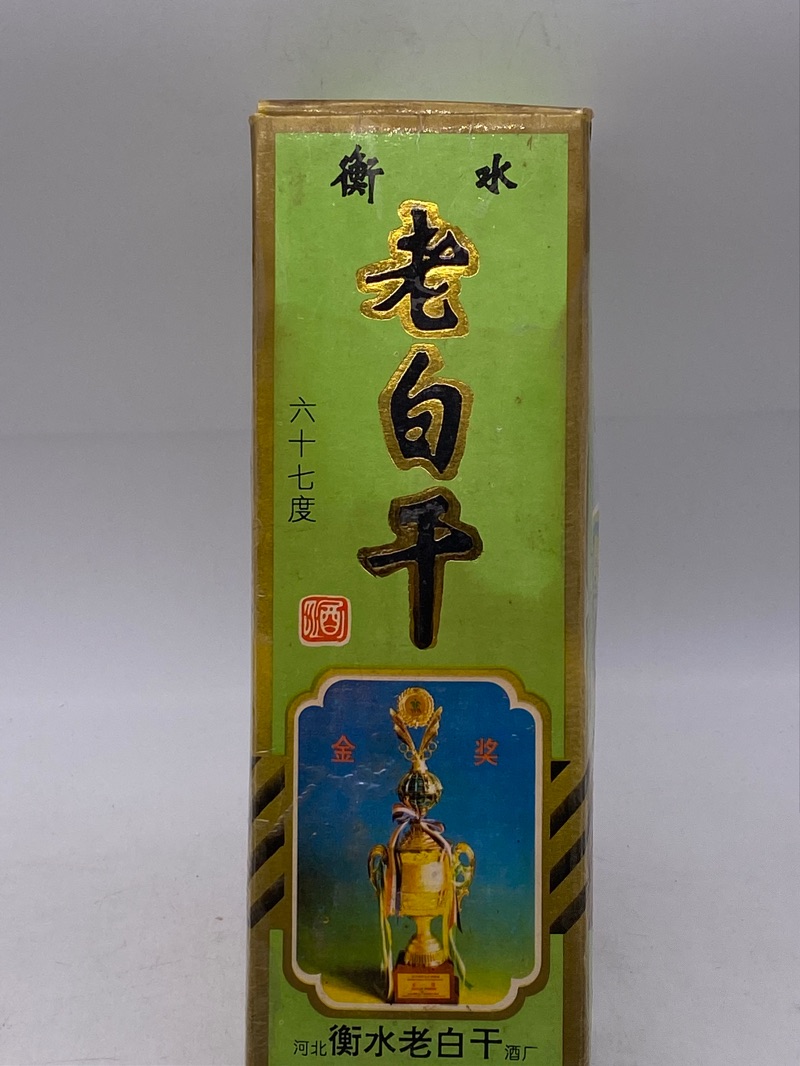 衡水
老白干
六十七度
酒
金奖
河北衡水老白干酒厂